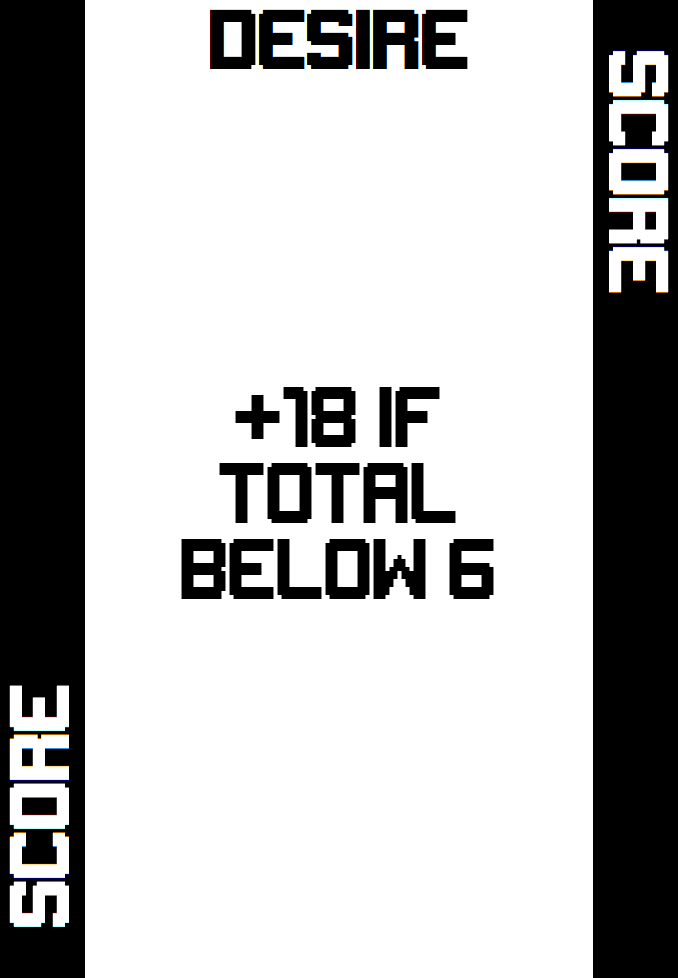 DESIRE
SCORE
+18 IF
TOTAL
BELOW 6
SCORE